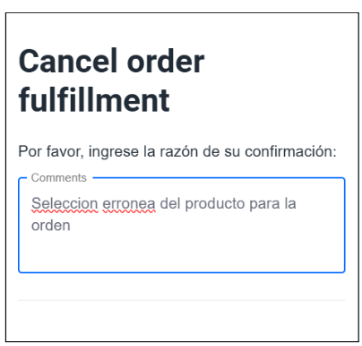 Cancel order
fulfillment
Por favor, ingrese la razón de su confirmación:
Comments
Seleccion erronea del producto para la
orden